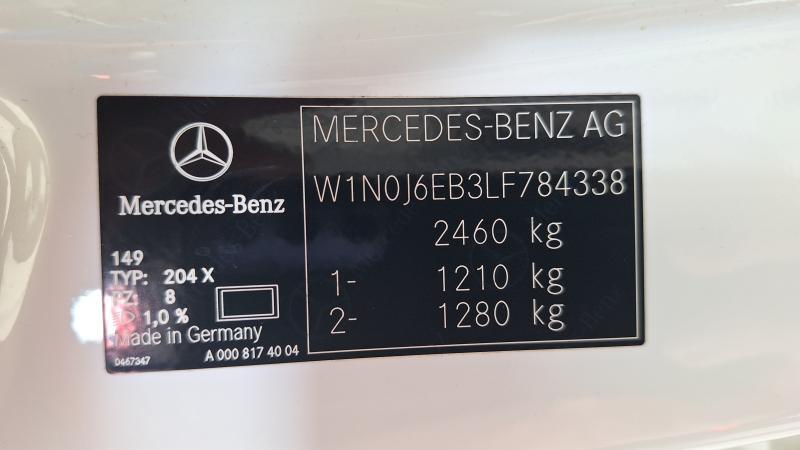 Mercedes-Benz
149
TYP: 204 X
PZ: 8
1,0 %
Made in Germany
0467347 A 000 817 40 04
MERCEDES-BENZ AG
W1N0J6EB3LF784338
2460 kg
1- 1210 kg
2- 1280 kg